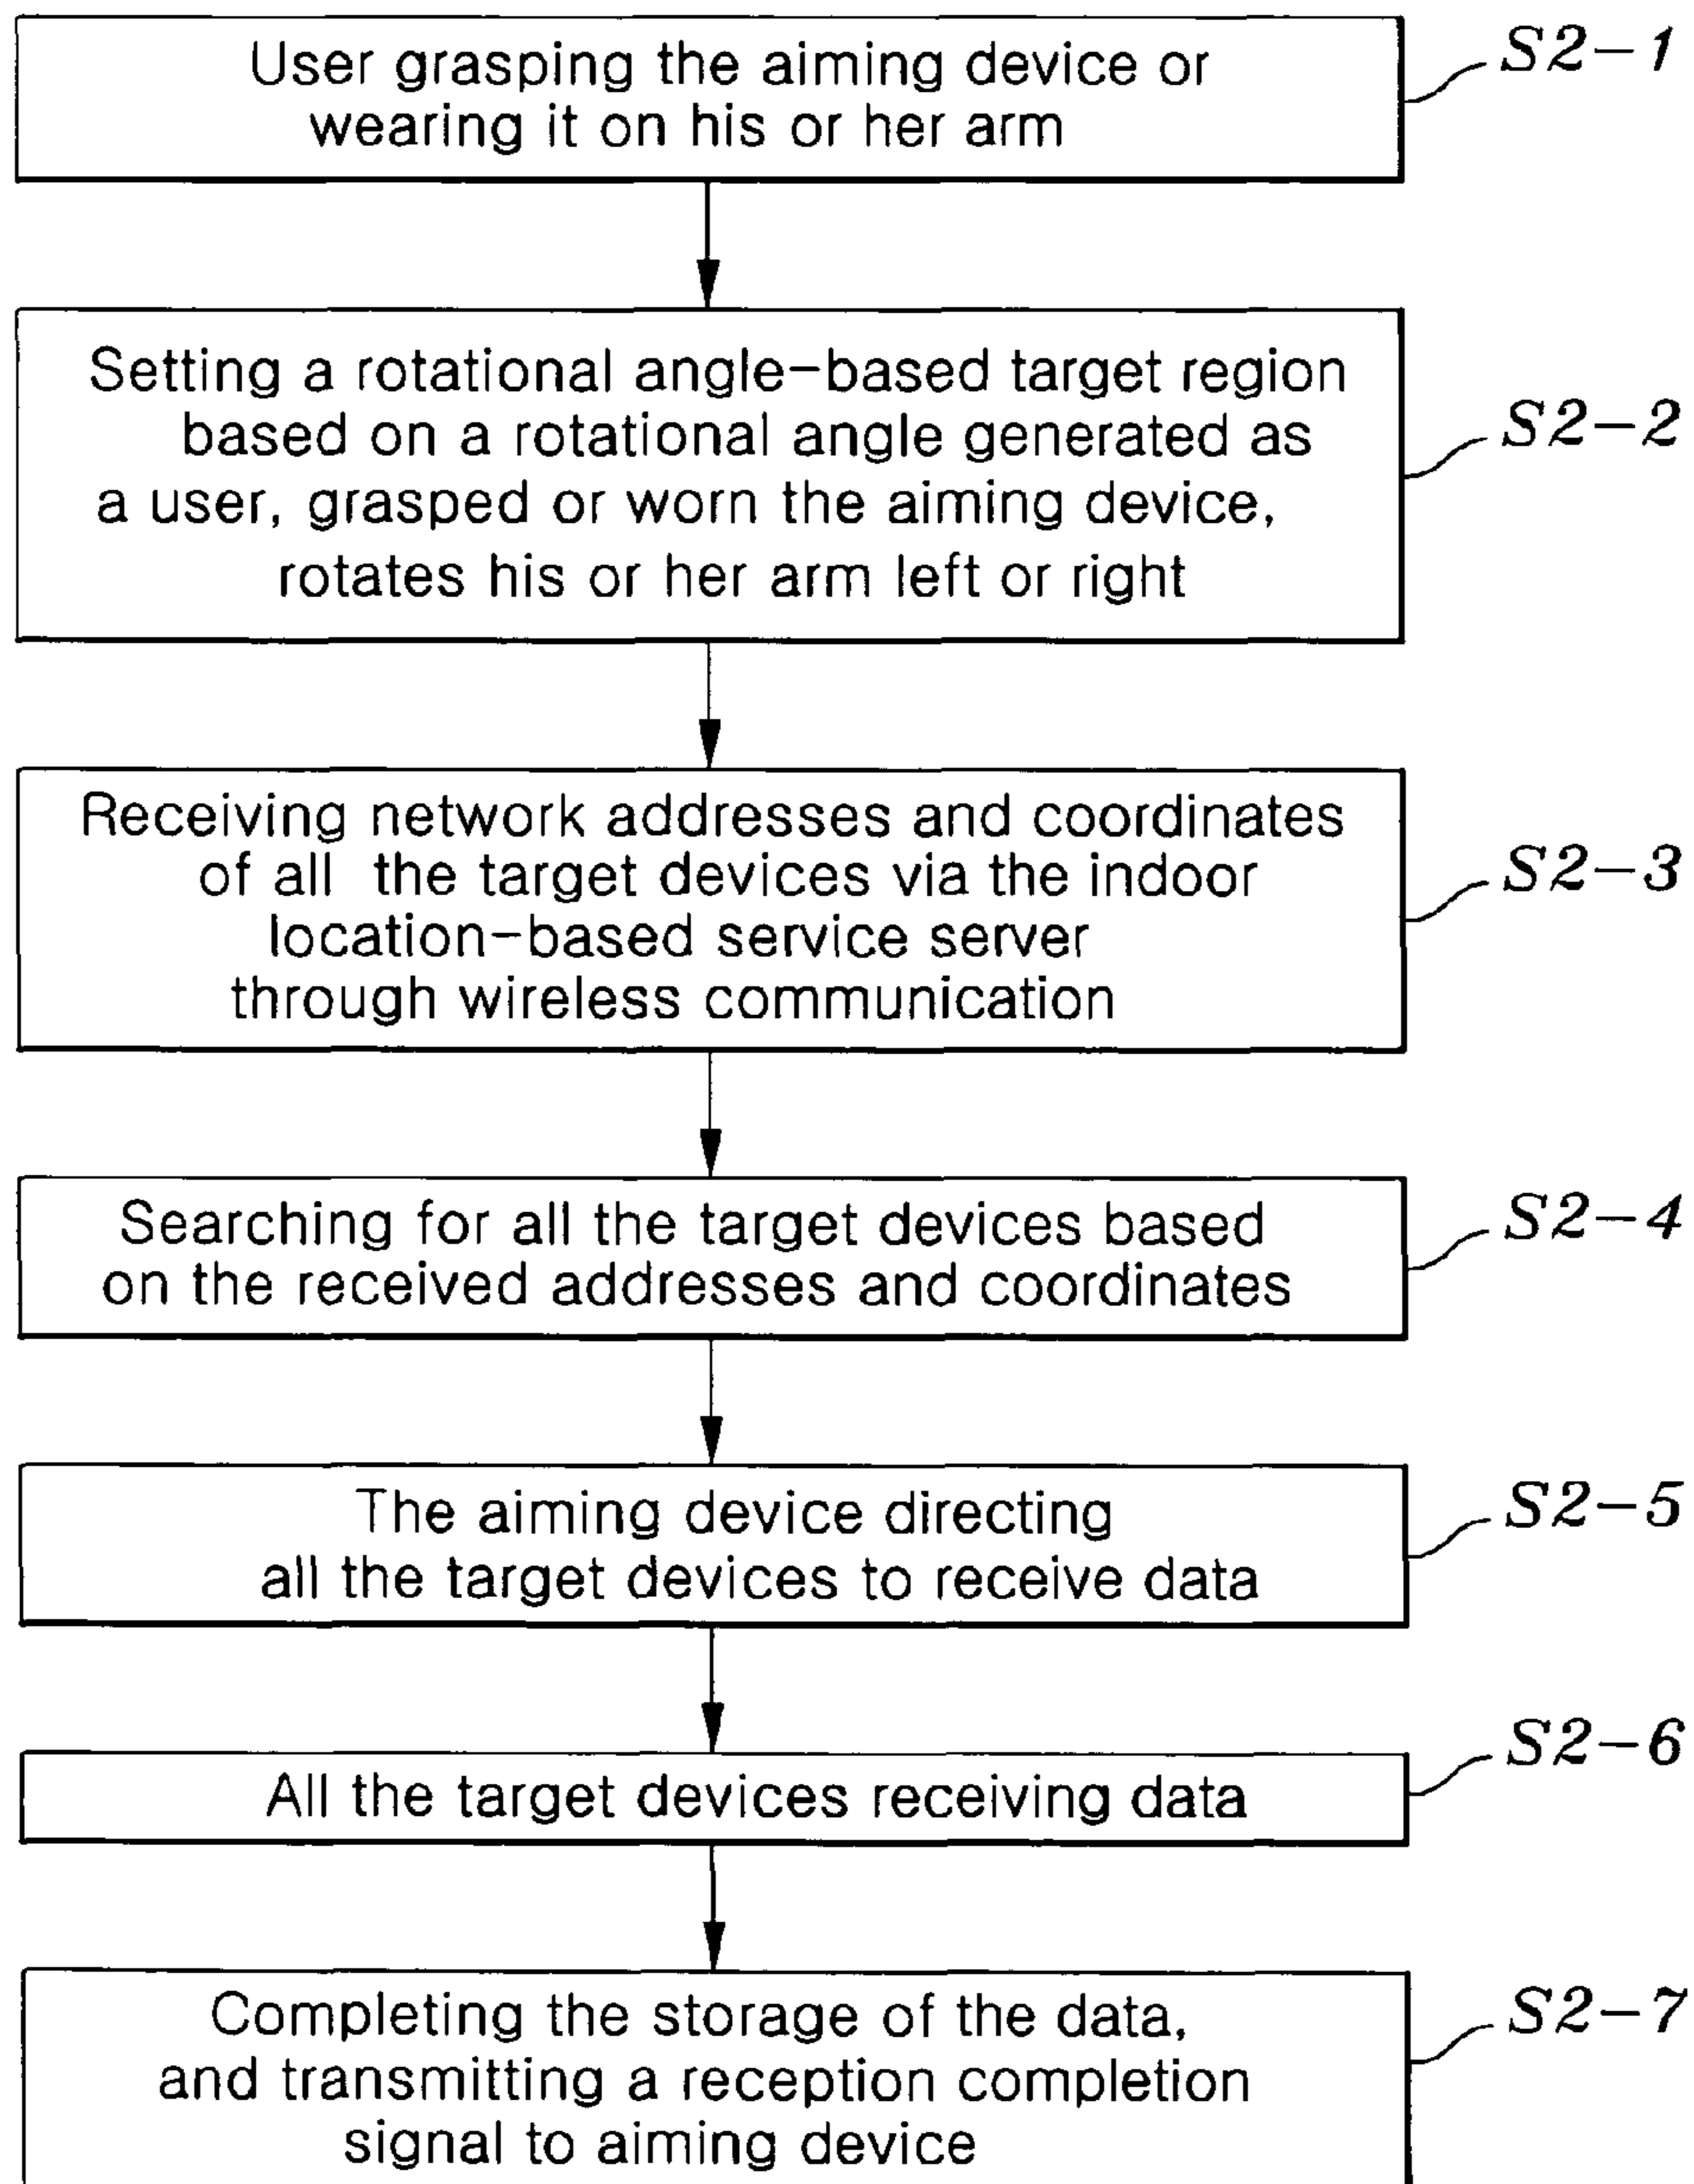 User grasping the aiming device or
wearing it on his or her arm
S2-1
Setting a rotational angle-based target region
based on a rotational angle generated as
a user, grasped or worn the aiming device,
rotates his or her arm left or right
S2-2
Receiving network addresses and coordinates
of all the target devices via the indoor
location-based service server
through wireless communication
S2-3
Searching for all the target devices based
on the received addresses and coordinates
S2-4
The aiming device directing
all the target devices to receive data
S2-5
All the target devices receiving data
S2-6
Completing the storage of the data,
and transmitting a reception completion
signal to aiming device
S2-7